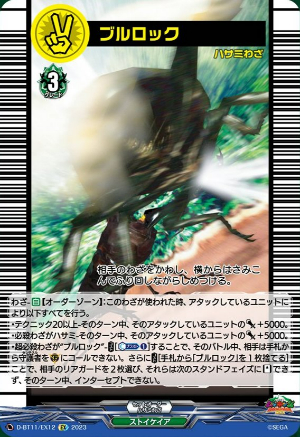 ブルロック
ハサミわざ
3
グレード
相手のわざをかわし、横からはさみこ
んでふり回しながらしめつける。
わざ-【オーダーゾーン】：このわざが使われた時、アタックしているユニットに
より以下すべてを行う。
・テクニック20以上-そのターン中、そのアタックしているユニットの+5000。
・必殺わざがハサミわざ-そのターン中、そのアタックしているユニットの+5000。
・超必殺わざが"ブルロック"-【(1)】することで、そのバトル中、相手は手札か
ら守護者をにコールできない。さらに【手札から「ブルロック」を1枚捨てる】こ
とで、相手のリアガードを2枚選び、それらは次のスタンドフェイズに【】で
きず、そのターン中、インターセプトできない。
D-BT11/EX12 EX 2023
©SEGA
ストイケイア